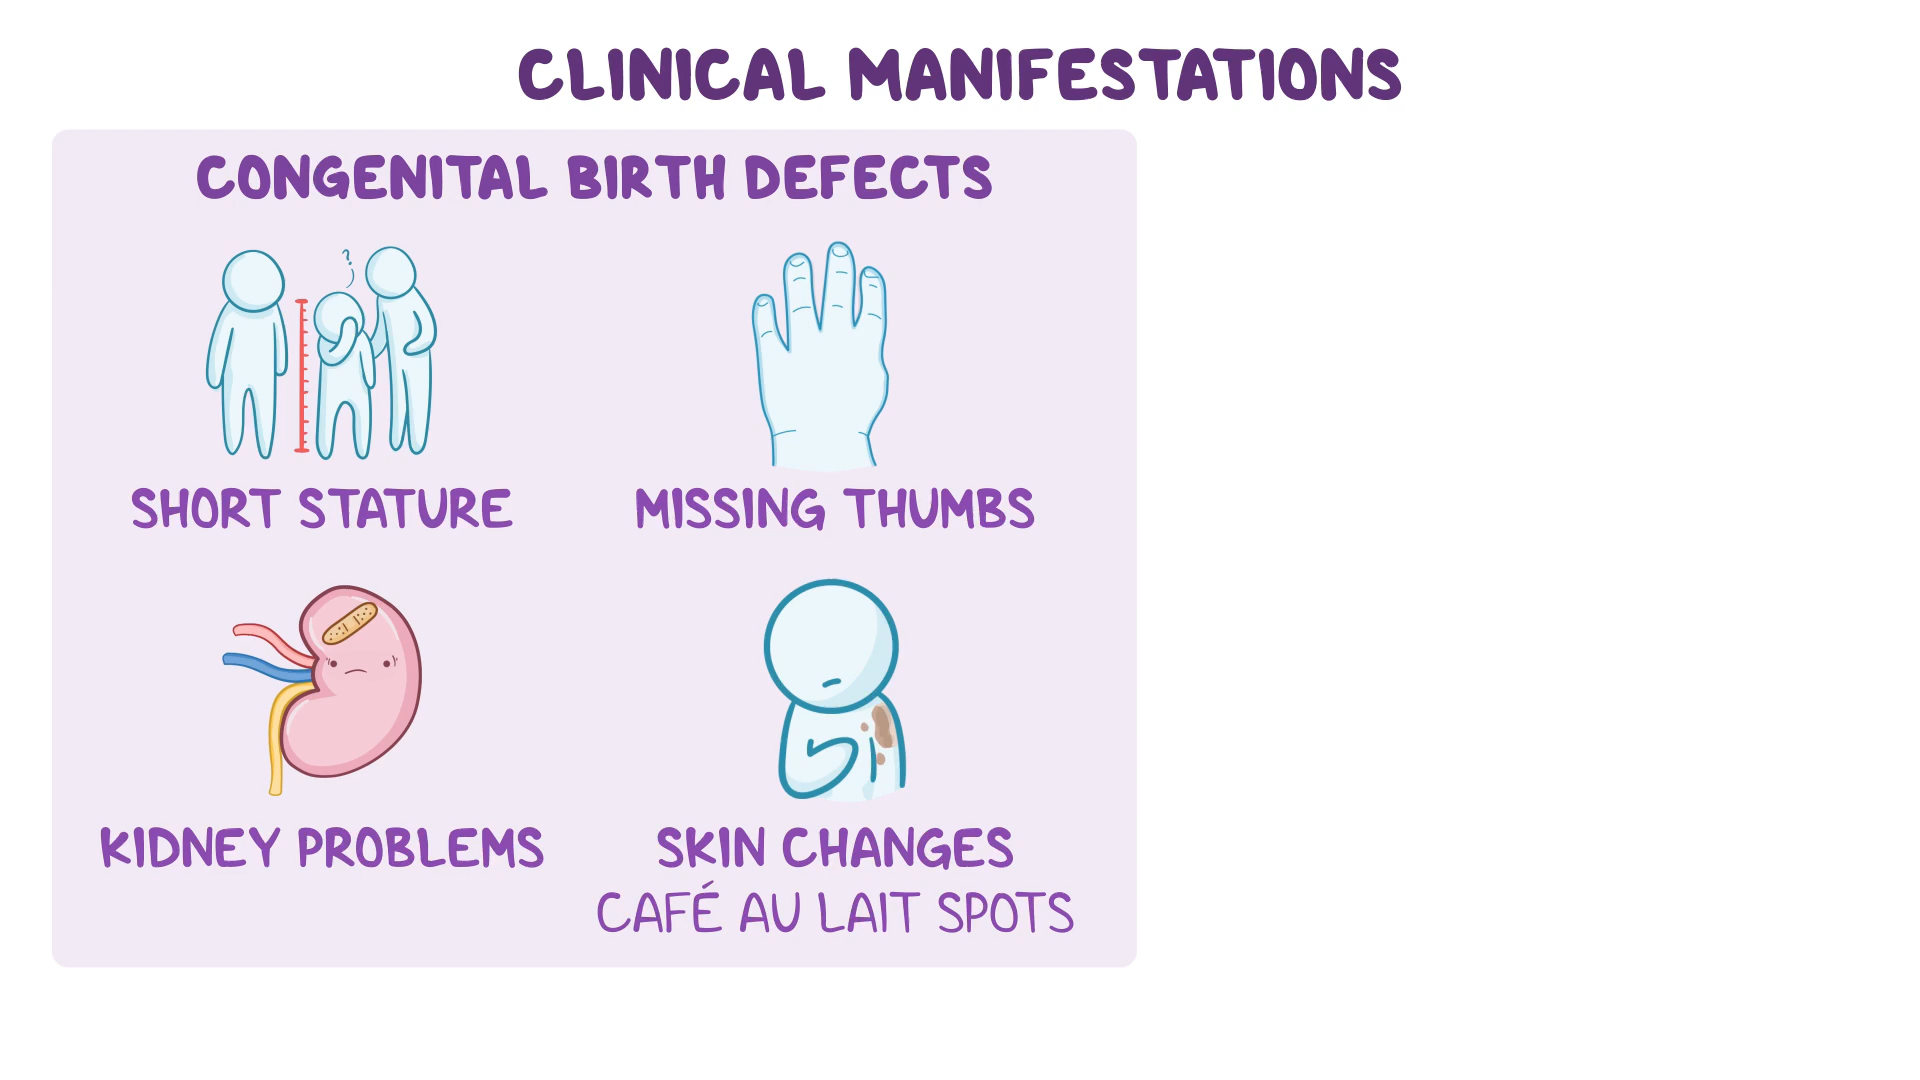 CLINICAL MANIFESTATIONS
CONGENITAL BIRTH DEFECTS
?
SHORT STATURE
MISSING THUMBS
KIDNEY PROBLEMS
SKIN CHANGES
CAFÉ AU LAIT SPOTS